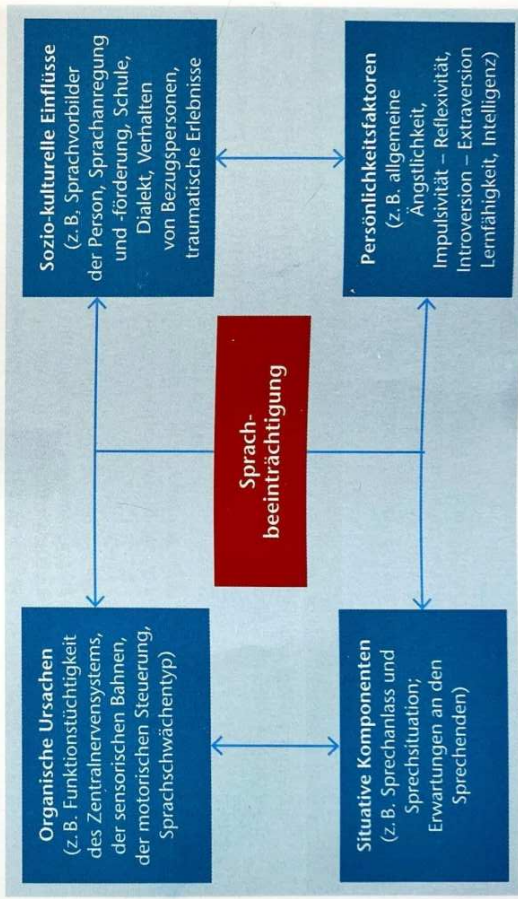 Organische Ursachen
(z. B. Funktionstüchtigkeit
des Zentralnervensystems,
der sensorischen Bahnen,
der motorischen Steuerung,
Sprachschwächentyp)
Sozio-kulturelle Einflüsse
(z. B. Sprachvorbilder
der Person, Sprachanregung
und -förderung, Schule,
Dialekt, Verhalten
von Bezugspersonen,
traumatische Erlebnisse
Sprach-
beeinträchtigung
Situative Komponenten
(z. B. Sprechanlass und
Sprechsituation;
Erwartungen an den
Sprechenden)
Persönlichkeitsfaktoren
(z. B. allgemeine
Ängstlichkeit,
Impulsivität – Reflexivität,
Introversion – Extraversion
Lernfähigkeit, Intelligenz)